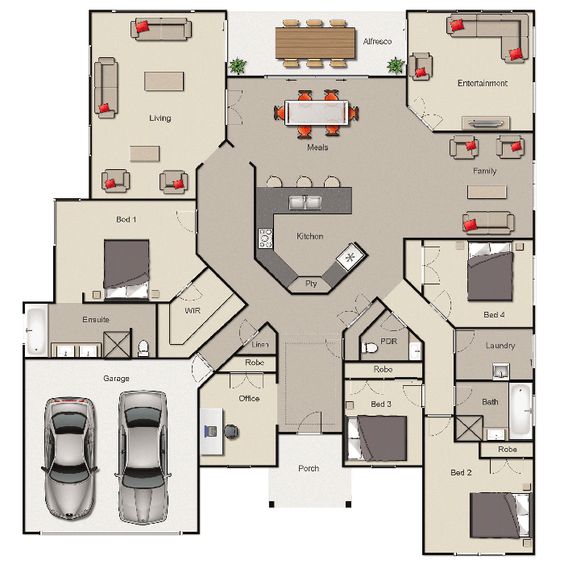 Alfresco
Entertainment
Living
Meals
Family
Bed 1
Kitchen
Pty
WIR
Bed 4
Ensuite
Linen
PDR
Laundry
Robe
Robe
Garage
Office
Bed 3
Bath
Robe
Porch
Bed 2